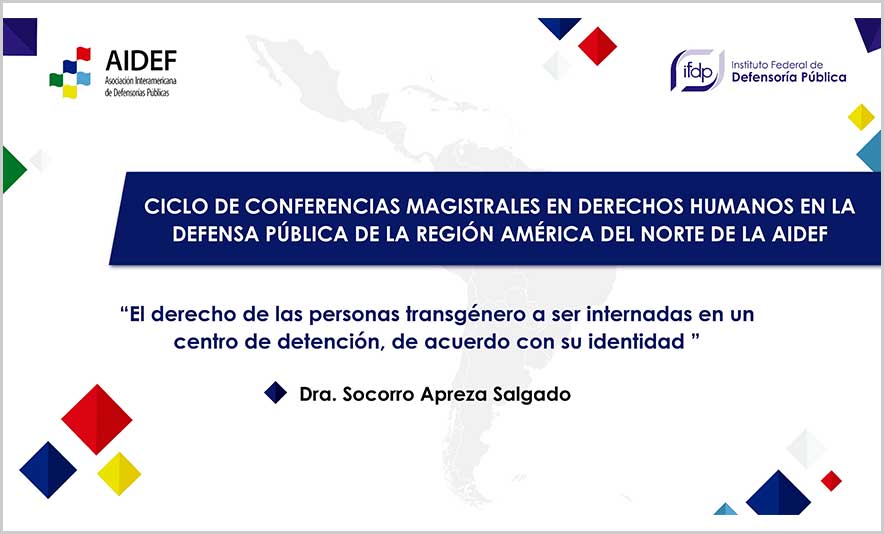 AIDEF
Asociación Interamericana
de Defensorías Públicas
ifdp
Instituto Federal de
Defensoría Pública
CICLO DE CONFERENCIAS MAGISTRALES EN DERECHOS HUMANOS EN LA
DEFENSA PÚBLICA DE LA REGIÓN AMÉRICA DEL NORTE DE LA AIDEF
“El derecho de las personas transgénero a ser internadas en un
centro de detención, de acuerdo con su identidad ”
Dra. Socorro Apreza Salgado